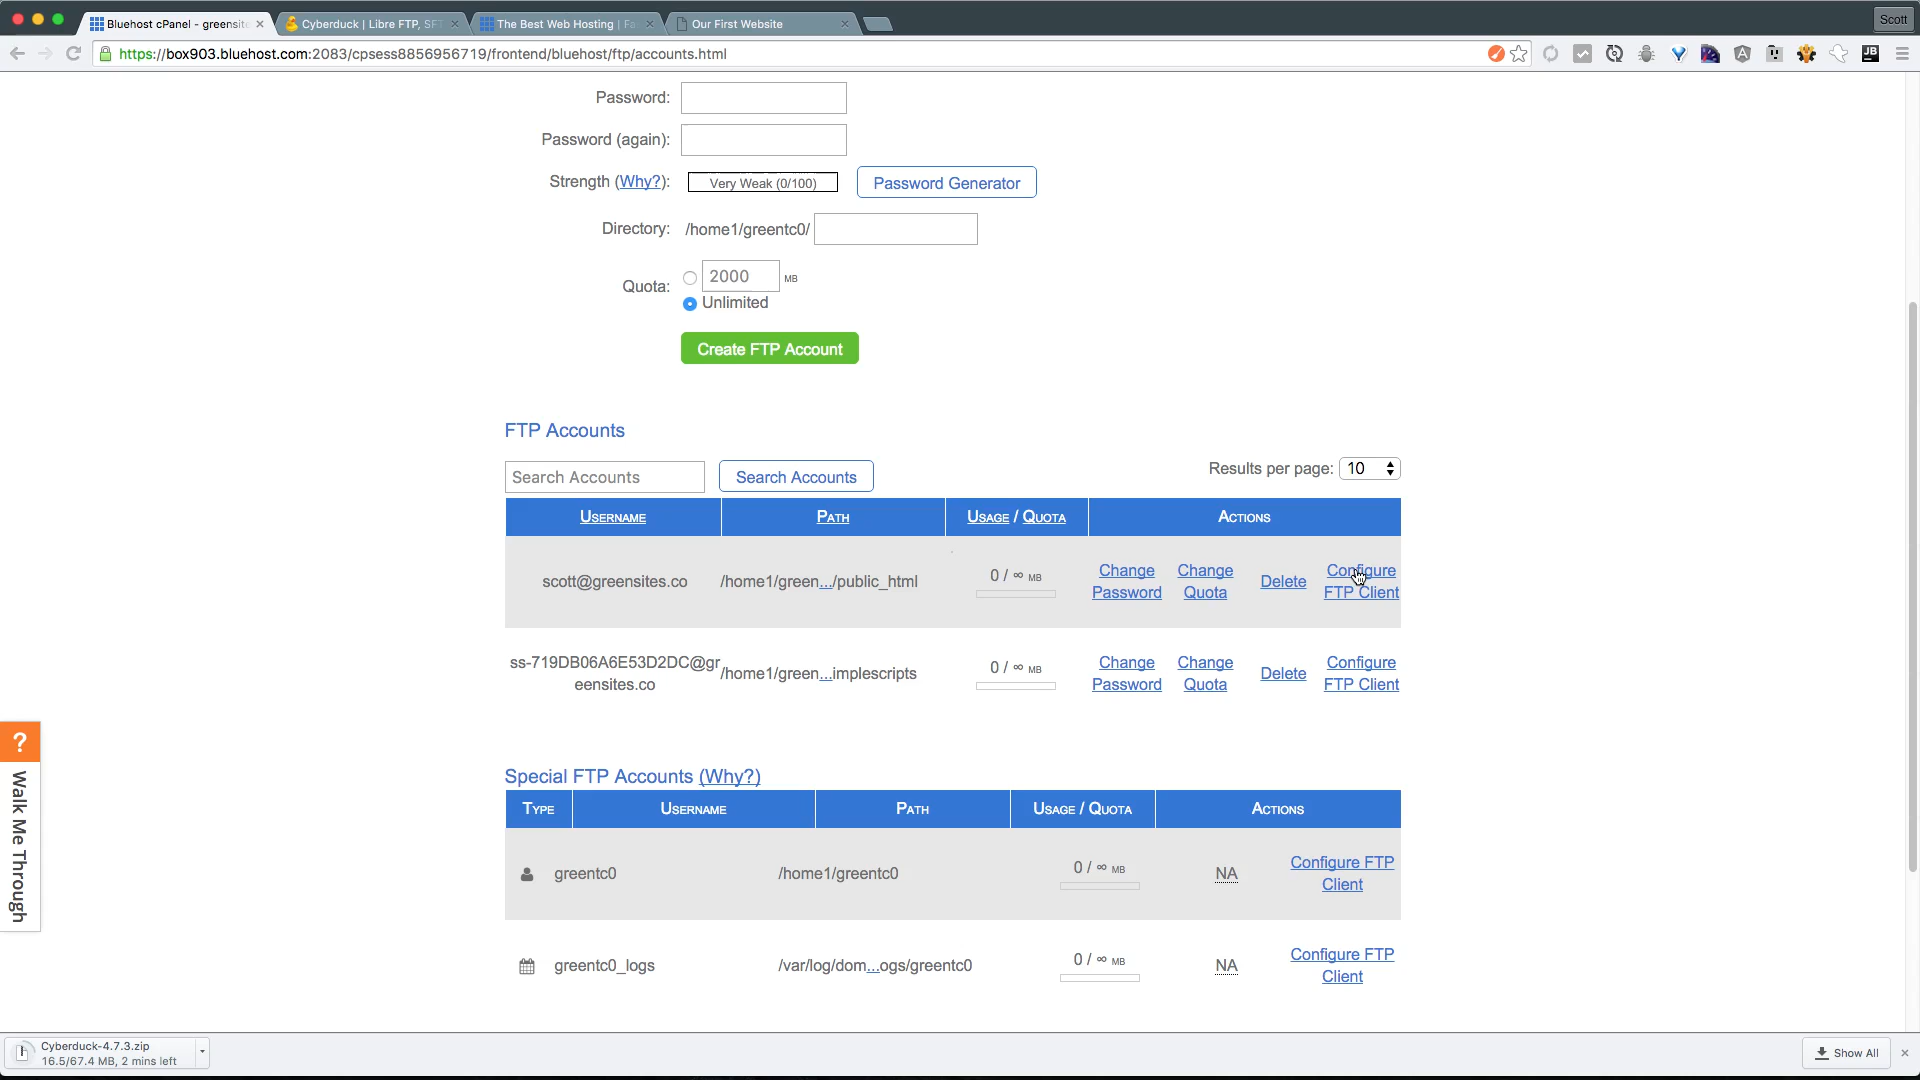 Bluehost cPanel - greensite
Cyberduck | Libre FTP, SFT
The Best Web Hosting | Fa
Our First Website
Scott
https://box903.bluehost.com:2083/cpsess8856956719/frontend/bluehost/ftp/accounts.html
JB
Password:
Password (again):
Strength (Why?):
Very Weak (0/100)
Password Generator
Directory:
/home1/greentc0/
Quota:
2000
MB
Unlimited
Create FTP Account
FTP Accounts
Search Accounts
Search Accounts
Results per page:
10
USERNAME
PATH
USAGE / QUOTA
ACTIONS
scott@greensites.co
/home1/green.../public_html
0 / ∞ MB
Change
Password
Change
Quota
Delete
Configure
FTP Client
ss-719DB06A6E53D2DC@gr
eensites.co
/home1/green...implescripts
0 / ∞ MB
Change
Password
Change
Quota
Delete
Configure
FTP Client
?
Walk Me Through
Special FTP Accounts (Why?)
TYPE
USERNAME
PATH
USAGE / QUOTA
ACTIONS
greentc0
/home1/greentc0
0 / ∞ MB
NA
Configure FTP
Client
greentc0_logs
/var/log/dom...ogs/greentc0
0 / ∞ MB
NA
Configure FTP
Client
Cyberduck-4.7.3.zip
16.5/67.4 MB, 2 mins left
Show All